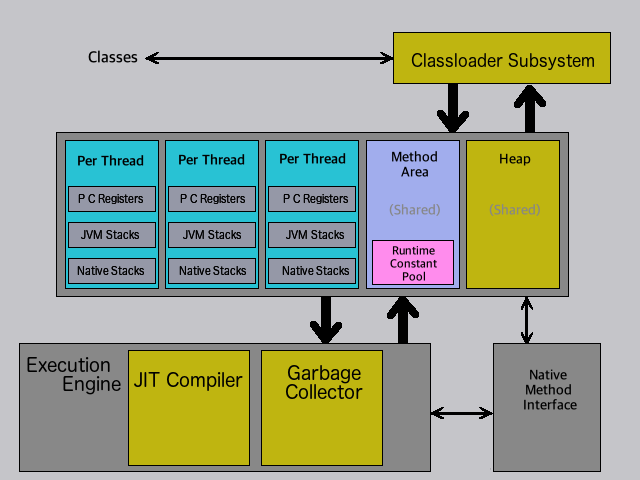 Classes
Classloader Subsystem
Per Thread
P C Registers
JVM Stacks
Native Stacks
Per Thread
P C Registers
JVM Stacks
Native Stacks
Per Thread
P C Registers
JVM Stacks
Native Stacks
Method
Area
(Shared)
Runtime
Constant
Pool
Heap
(Shared)
Execution
Engine
JIT Compiler
Garbage
Collector
Native
Method
Interface